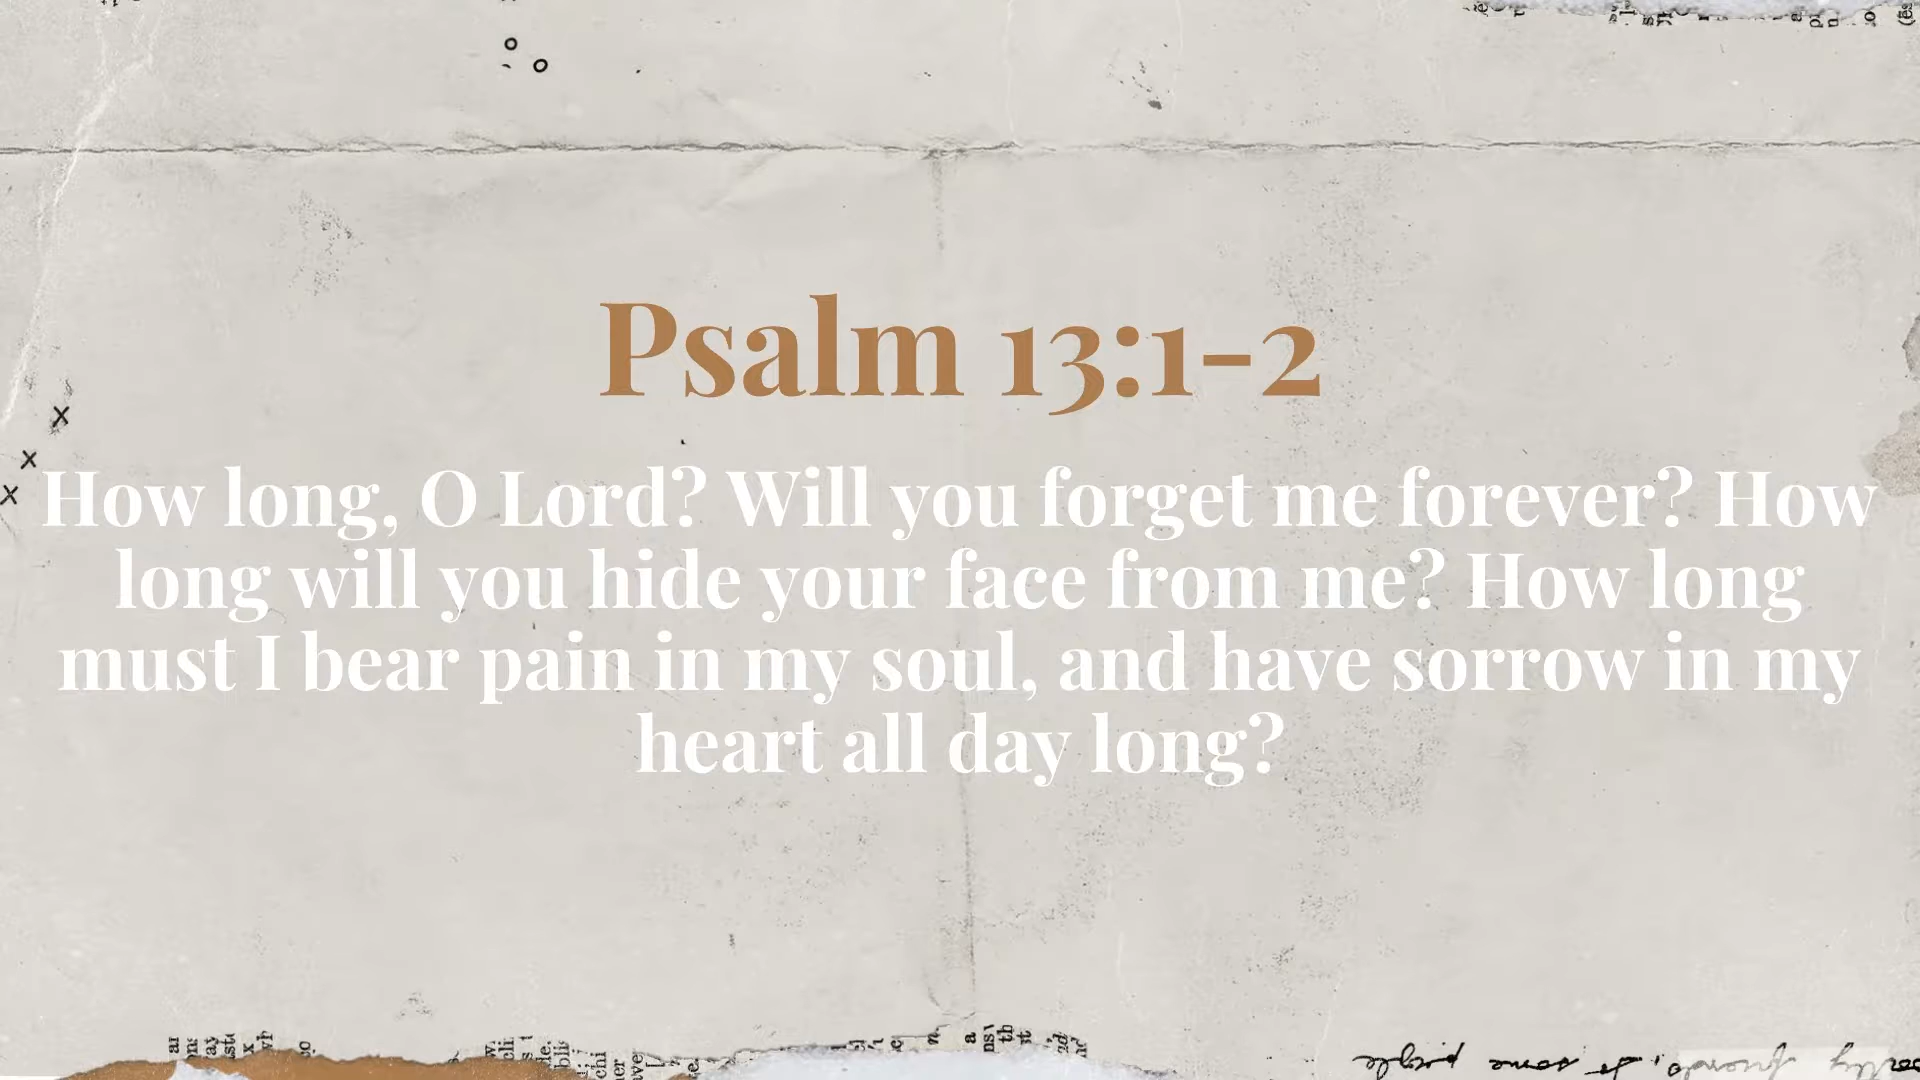 Psalm 13:1-2
How long, O Lord? Will you forget me forever? How
long will you hide your face from me? How long
must I bear pain in my soul, and have sorrow in my
heart all day long?